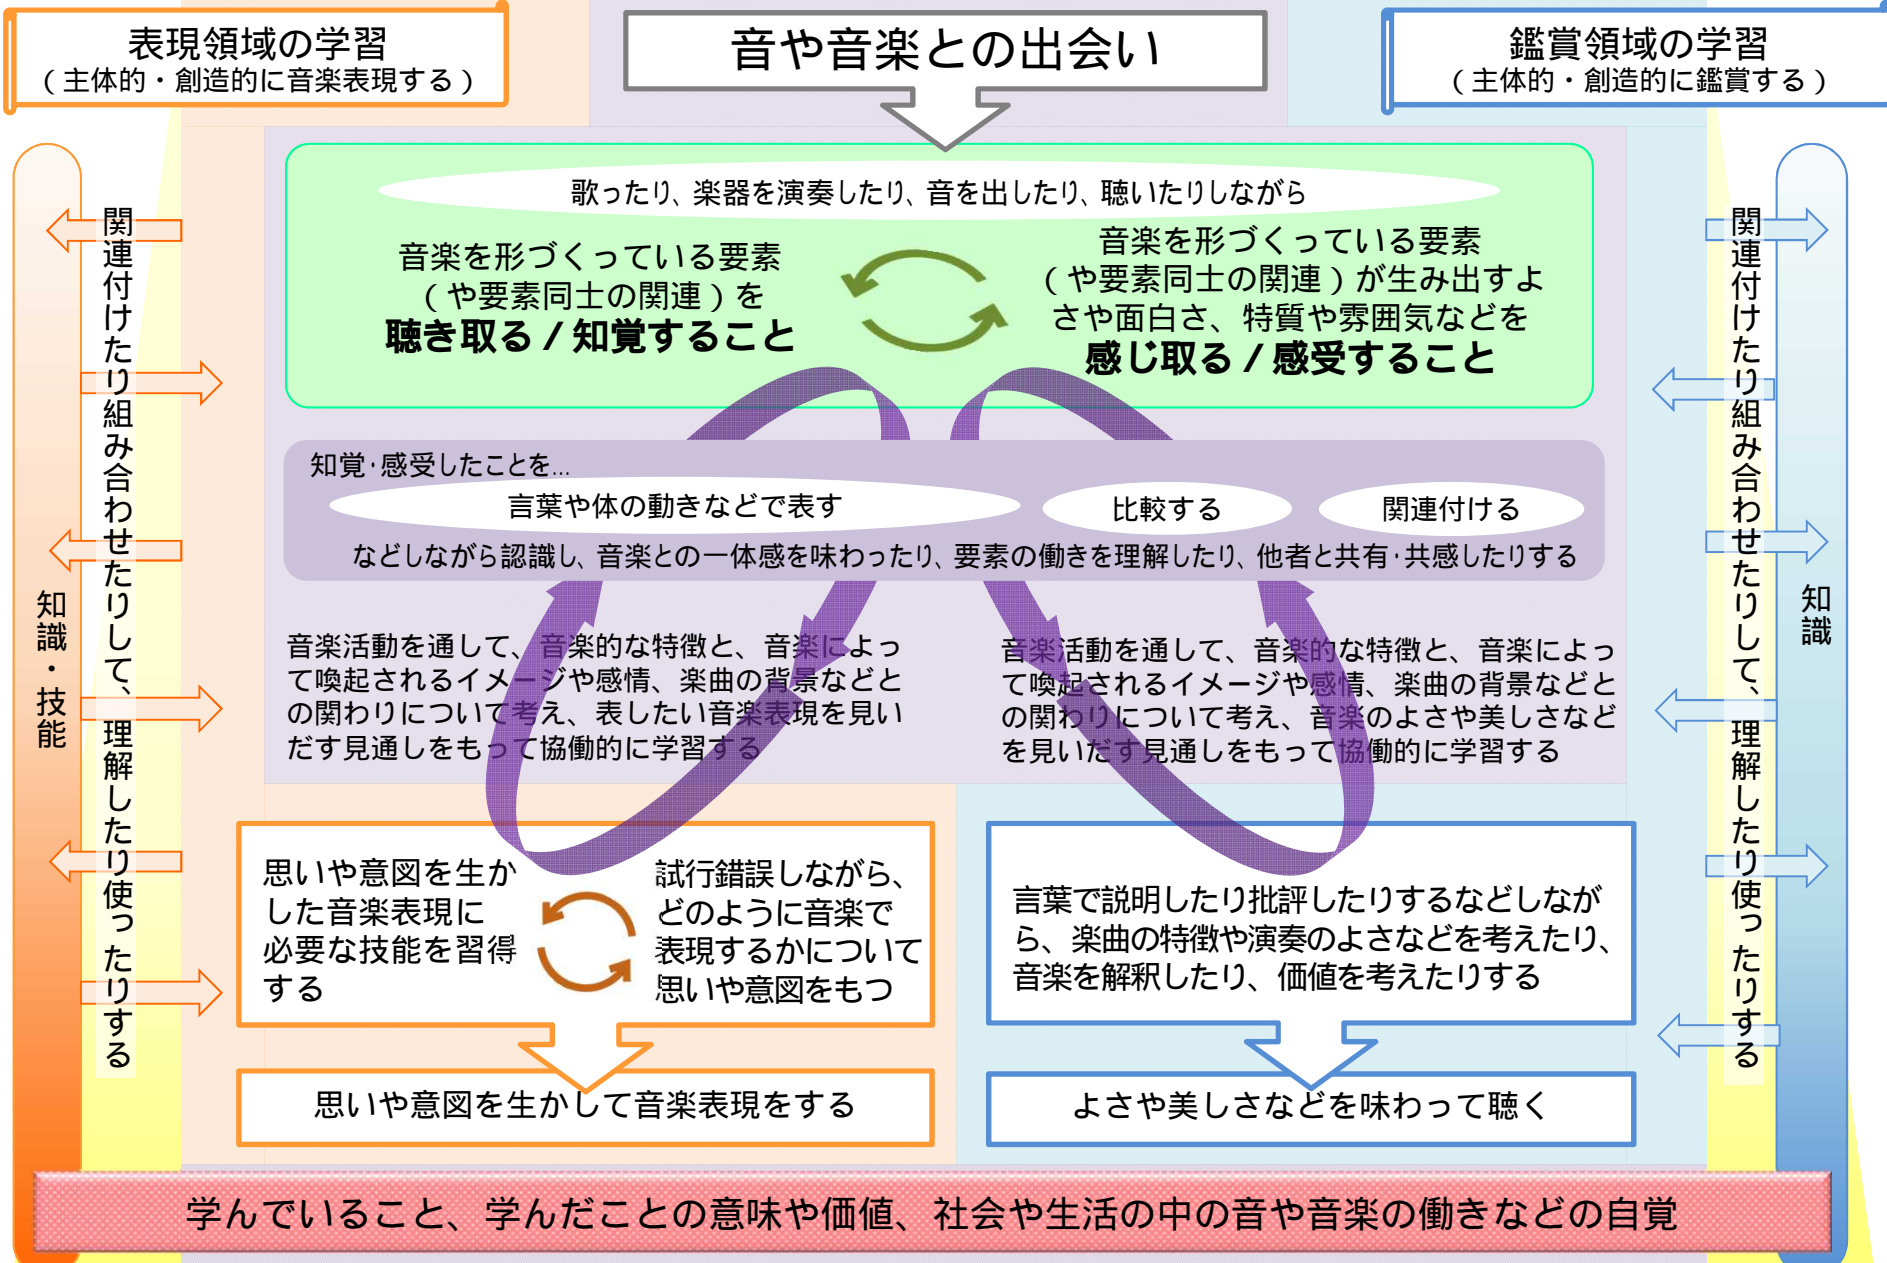 表現領域の学習
(主体的・創造的に音楽表現する)
音や音楽との出会い
鑑賞領域の学習
(主体的・創造的に鑑賞する)
歌ったり、楽器を演奏したり、音を出したり、聴いたりしながら
音楽を形づくっている要素
(や要素同士の関連)を
聴き取る/知覚すること
音楽を形づくっている要素
(や要素同士の関連)が生み出すよ
さや面白さ、特質や雰囲気などを
感じ取る/感受すること
知覚・感受したことを…
言葉や体の動きなどで表す
比較する
関連付ける
などしながら認識し、音楽との一体感を味わったり、要素の働きを理解したり、他者と共有・共感したりする
音楽活動を通して、音楽的な特徴と、音楽によっ
て喚起されるイメージや感情、楽曲の背景などと
の関わりについて考え、表したい音楽表現を見い
だす見通しをもって協働的に学習する
音楽活動を通して、音楽的な特徴と、音楽によっ
て喚起されるイメージや感情、楽曲の背景などと
の関わりについて考え、音楽のよさや美しさなど
を見いだす見通しをもって協働的に学習する
思いや意図を生か
した音楽表現に
必要な技能を習得
する
試行錯誤しながら、
どのように音楽で
表現するかについて
思いや意図をもつ
言葉で説明したり批評したりするなどしなが
ら、楽曲の特徴や演奏のよさなどを考えたり、
音楽を解釈したり、価値を考えたりする
思いや意図を生かして音楽表現をする
よさや美しさなどを味わって聴く
知識・技能
関連付けたり組み合わせたりして、理解したり使ったりする
関連付けたり組み合わせたりして、理解したり使ったりする
知識
学んでいること、学んだことの意味や価値、社会や生活の中の音や音楽の働きなどの自覚